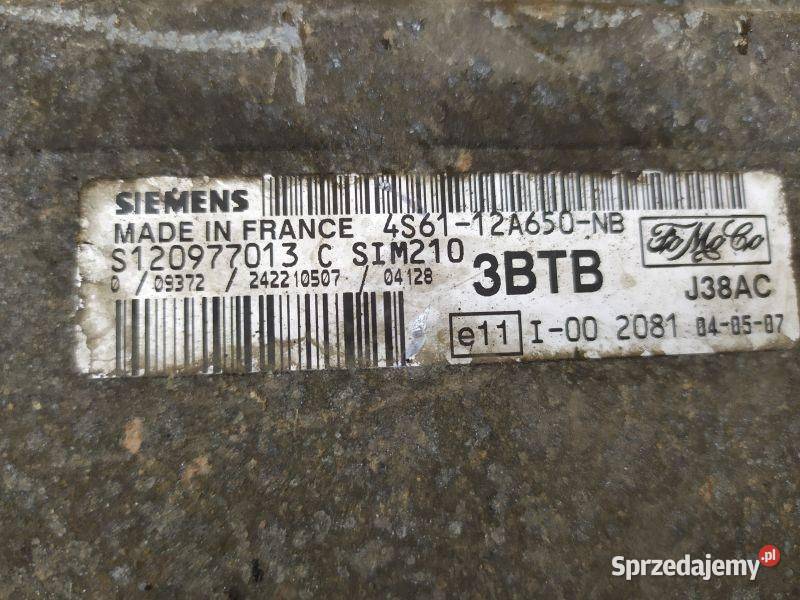 SIEMENS
MADE IN FRANCE 4S61-12A650-NB
FoMoCo
S120977013 C SIM210
3BTB
J38AC
0 / 09372 / 242210507 / 04128
e11 I-00 2081 04-05-07
Sprzedajemy.pl